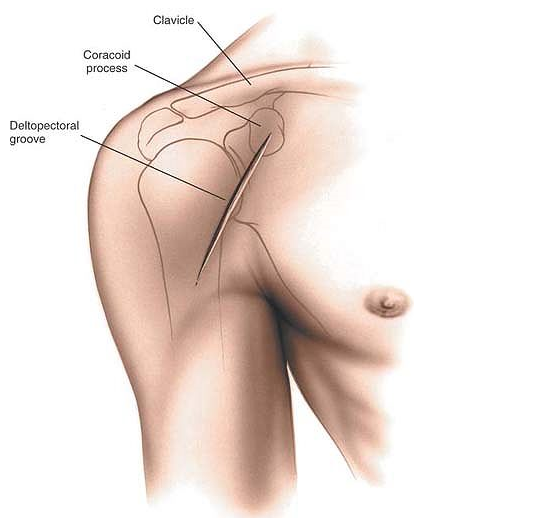 Clavicle
Coracoid
process
Deltopectoral
groove